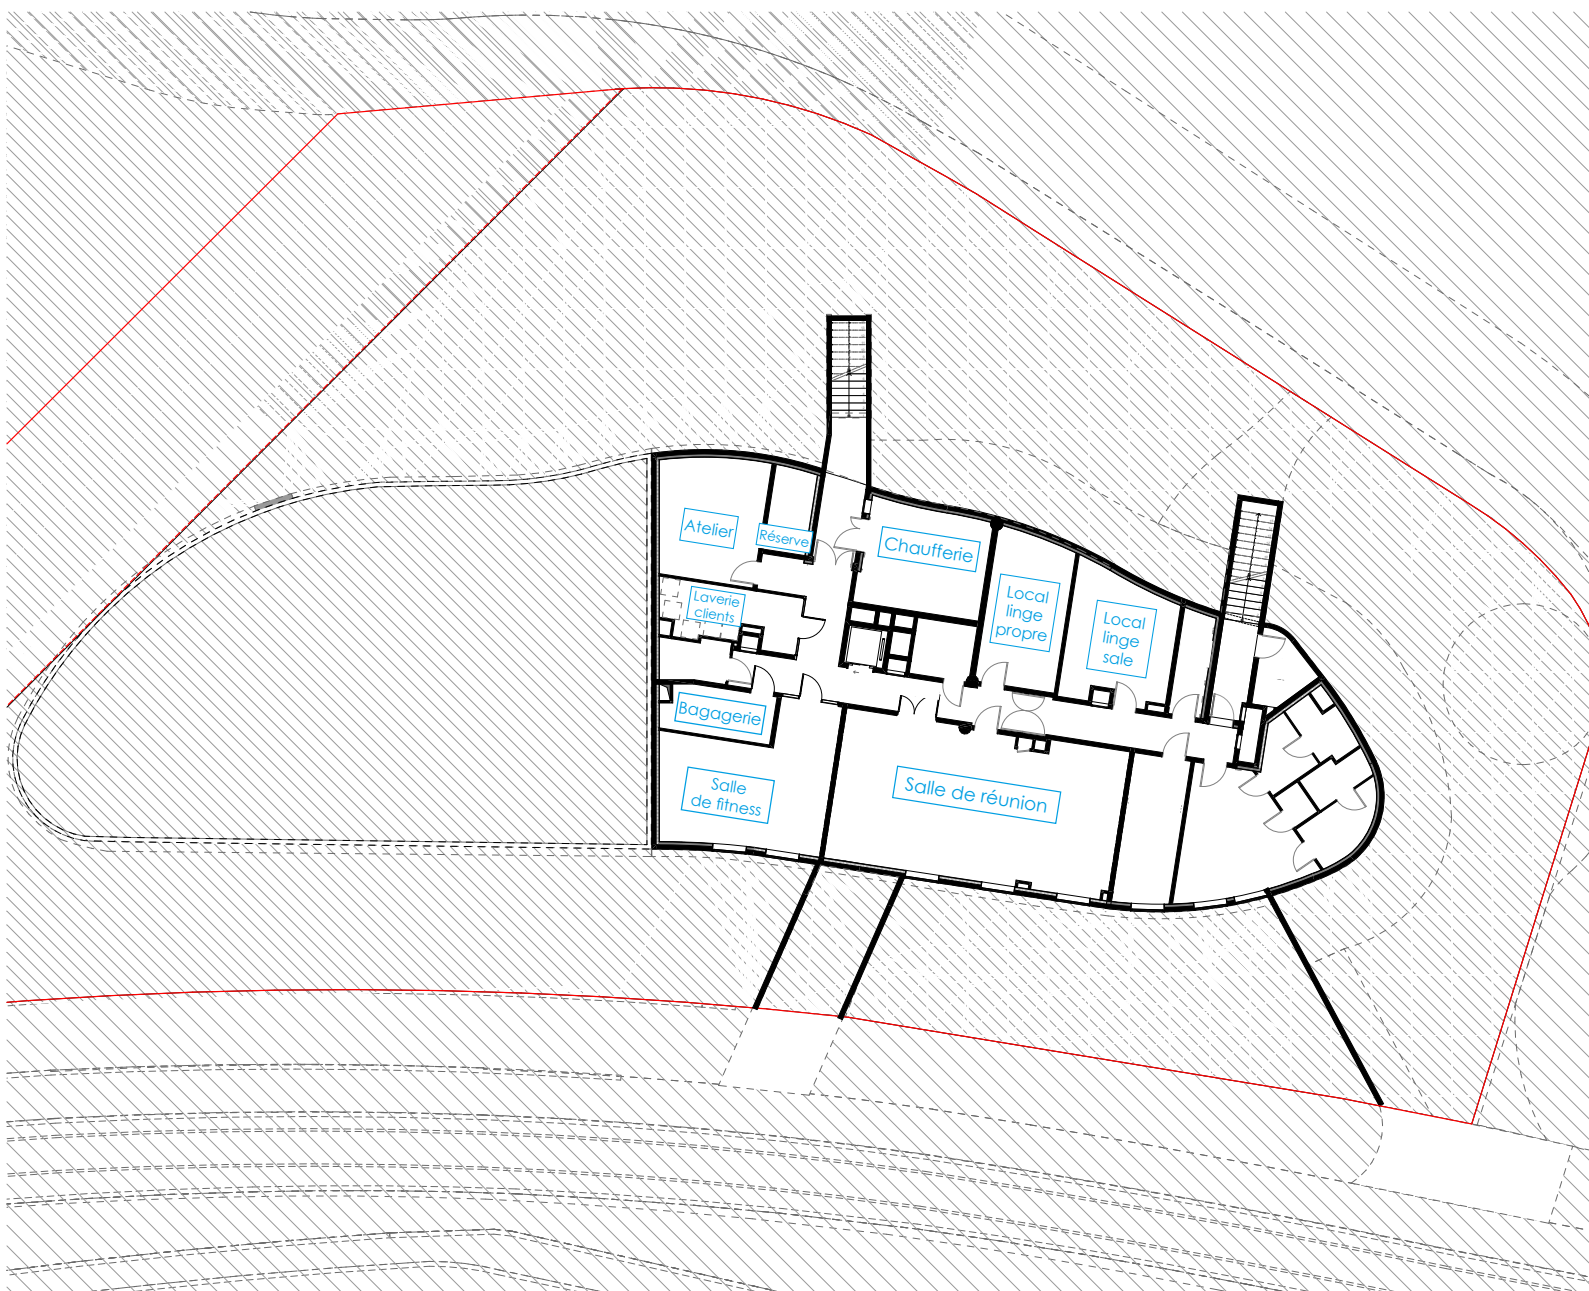 Atelier
Réserve
Chaufferie
Laverie
clients
Local
linge
propre
Local
linge
sale
Bagagerie
Salle
de fitness
Salle de réunion